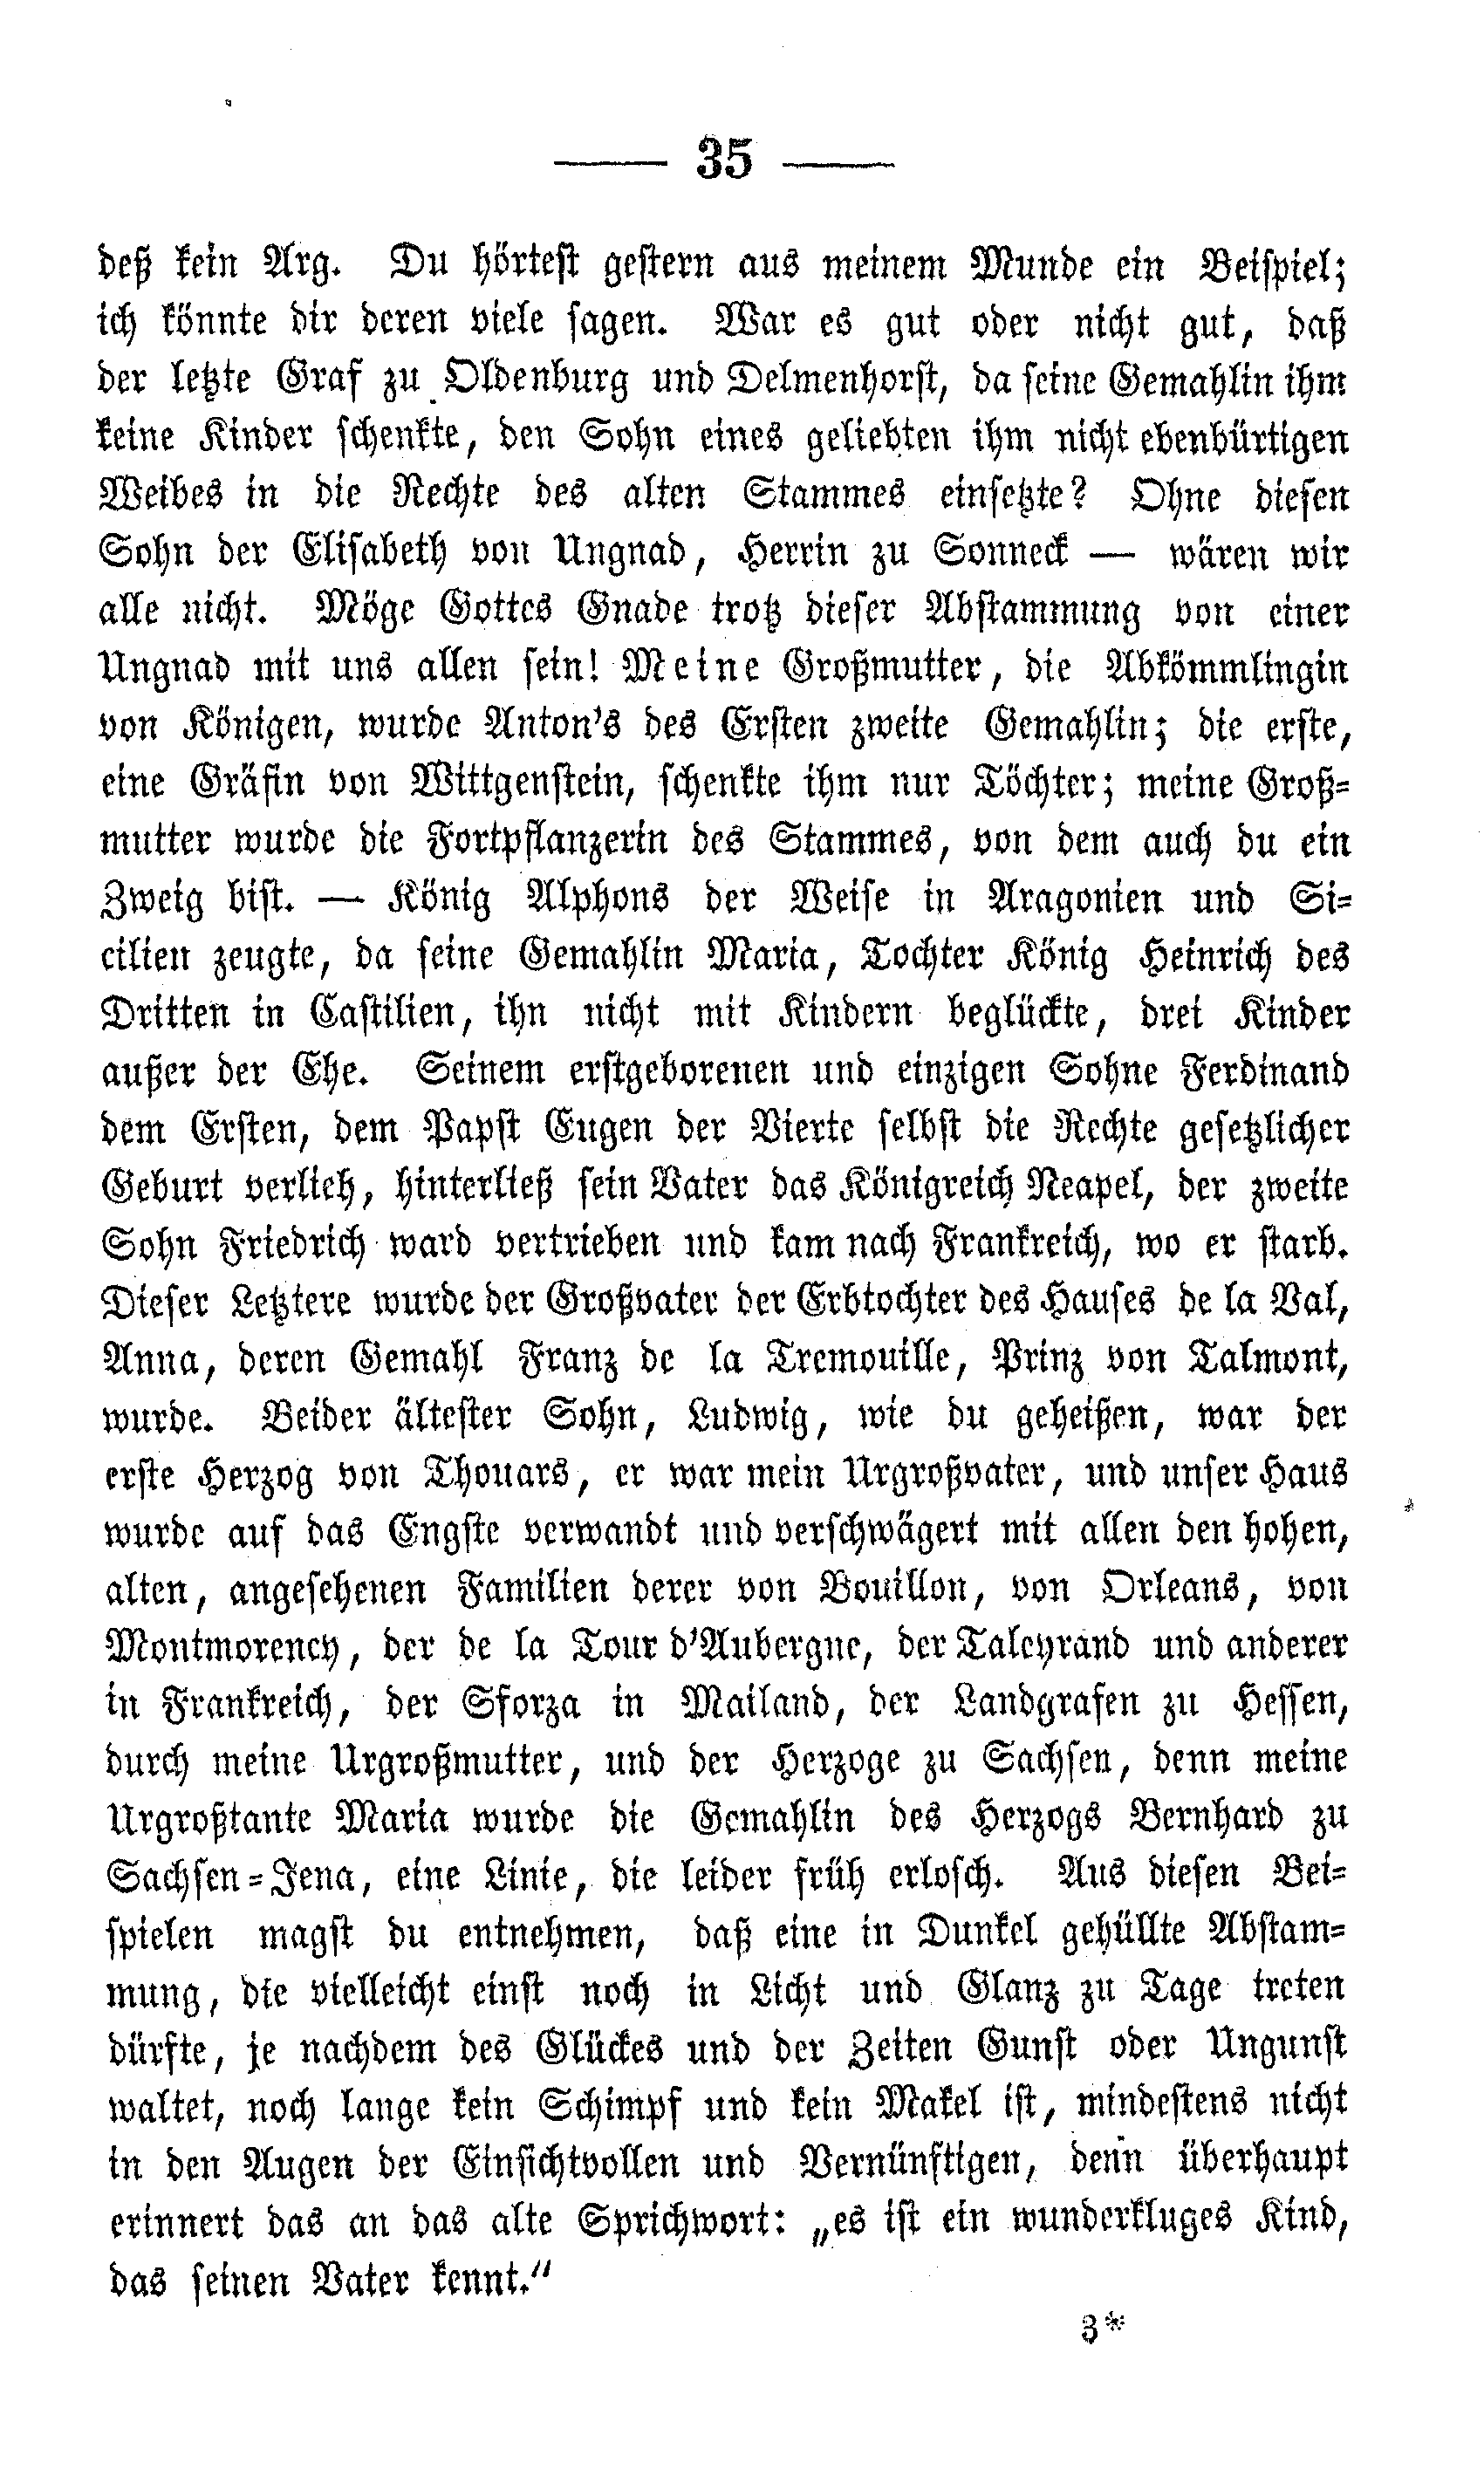 — 35 —
deß kein Arg. Du hörtest gestern aus meinem Munde ein Beispiel;
ich könnte dir deren viele sagen. War es gut oder nicht gut, daß
der letzte Graf zu Oldenburg und Delmenhorst, da seine Gemahlin ihm
keine Kinder schenkte, den Sohn eines geliebten ihm nicht ebenbürtigen
Weibes in die Rechte des alten Stammes einsetzte? Ohne diesen
Sohn der Elisabeth von Ungnad, Herrin zu Sonneck — wären wir
alle nicht. Möge Gottes Gnade trotz dieser Abstammung von einer
Ungnad mit uns allen sein! Meine Großmutter, die Abkömmlingin
von Königen, wurde Anton's des Ersten zweite Gemahlin; die erste,
eine Gräfin von Wittgenstein, schenkte ihm nur Töchter; meine Groß-
mutter wurde die Fortpflanzerin des Stammes, von dem auch du ein
Zweig bist. — König Alphons der Weise in Aragonien und Si-
cilien zeugte, da seine Gemahlin Maria, Tochter König Heinrich des
Dritten in Castilien, ihn nicht mit Kindern beglückte, drei Kinder
außer der Ehe. Seinem erstgeborenen und einzigen Sohne Ferdinand
dem Ersten, dem Papst Eugen der Vierte selbst die Rechte gesetzlicher
Geburt verlieh, hinterließ sein Vater das Königreich Neapel, der zweite
Sohn Friedrich ward vertrieben und kam nach Frankreich, wo er starb.
Dieser Letztere wurde der Großvater der Erbtochter des Hauses de la Val,
Anna, deren Gemahl Franz de la Tremouille, Prinz von Talmont,
wurde. Beider ältester Sohn, Ludwig, wie du geheißen, war der
erste Herzog von Thouars, er war mein Urgroßvater, und unser Haus
wurde auf das Engste verwandt und verschwägert mit allen den hohen,
alten, angesehenen Familien derer von Bouillon, von Orleans, von
Montmorency, der de la Tour d'Aubergne, der Taleyrand und anderer
in Frankreich, der Sforza in Mailand, der Landgrafen zu Hessen,
durch meine Urgroßmutter, und der Herzoge zu Sachsen, denn meine
Urgroßtante Maria wurde die Gemahlin des Herzogs Bernhard zu
Sachsen-Jena, eine Linie, die leider früh erlosch. Aus diesen Bei-
spielen magst du entnehmen, daß eine in Dunkel gehüllte Abstam-
mung, die vielleicht einst noch in Licht und Glanz zu Tage treten
dürfte, je nachdem des Glückes und der Zeiten Gunst oder Ungunst
waltet, noch lange kein Schimpf und kein Makel ist, mindestens nicht
in den Augen der Einsichtvollen und Vernünftigen, denn überhaupt
erinnert das an das alte Sprichwort: „es ist ein wunderkluges Kind,
das seinen Vater kennt."
3*